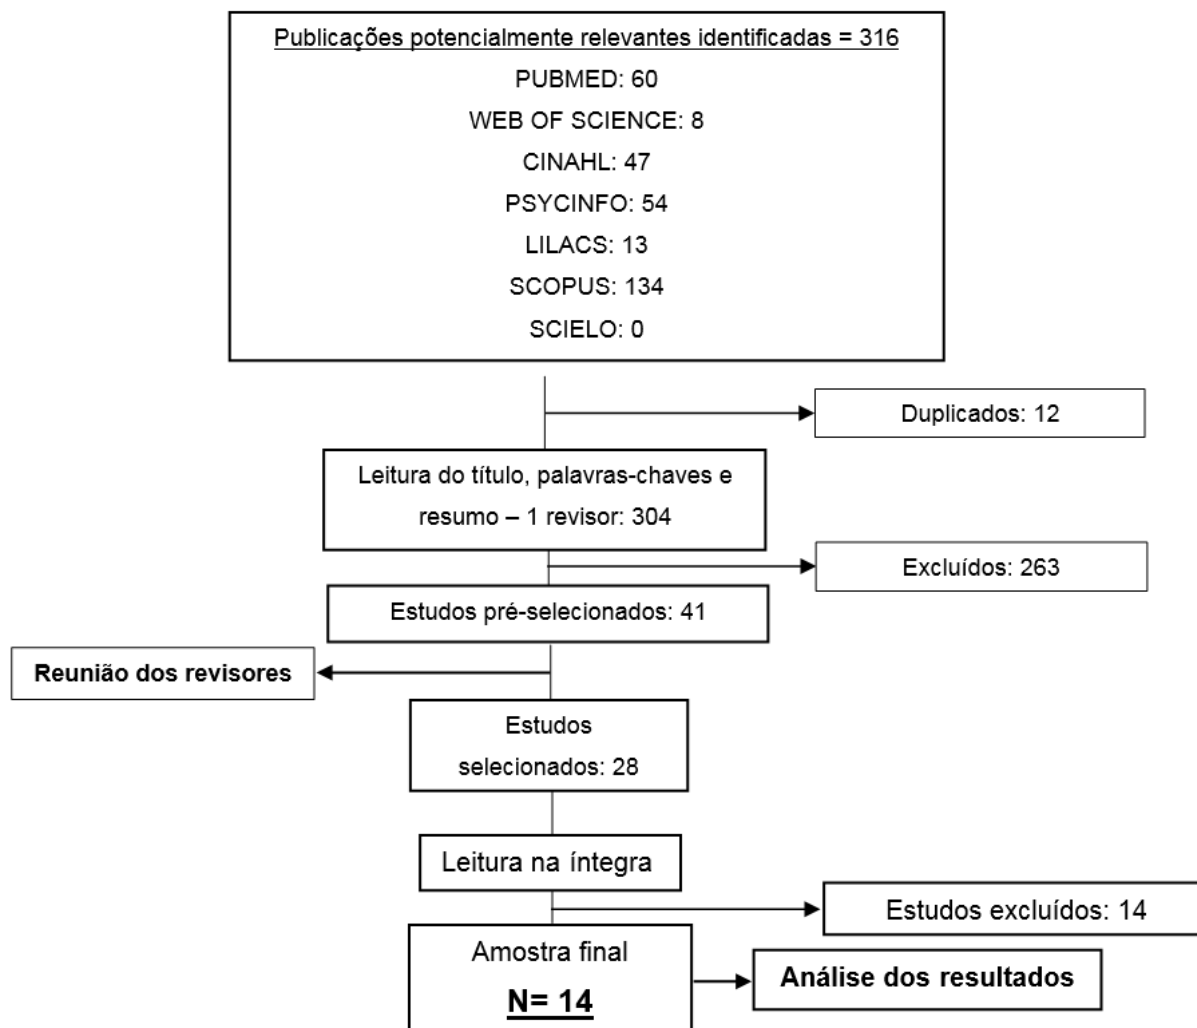 Publicações potencialmente relevantes identificadas = 316
PUBMED: 60
WEB OF SCIENCE: 8
CINAHL: 47
PSYCINFO: 54
LILACS: 13
SCOPUS: 134
SCIELO: 0
Duplicados: 12
Leitura do título, palavras-chaves e
resumo – 1 revisor: 304
Excluídos: 263
Estudos pré-selecionados: 41
Reunião dos revisores
Estudos
selecionados: 28
Leitura na íntegra
Estudos excluídos: 14
Amostra final
N= 14
Análise dos resultados